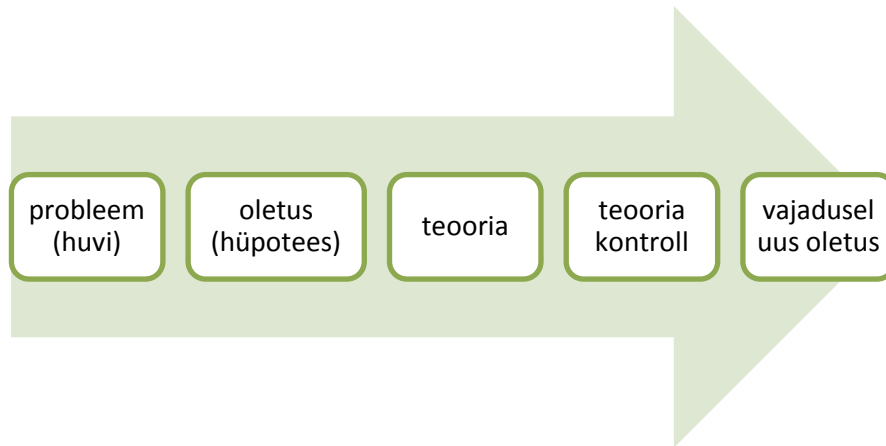 probleem
(huvi)
oletus
(hüpotees)
teooria
teooria
kontroll
vajadusel
uus oletus